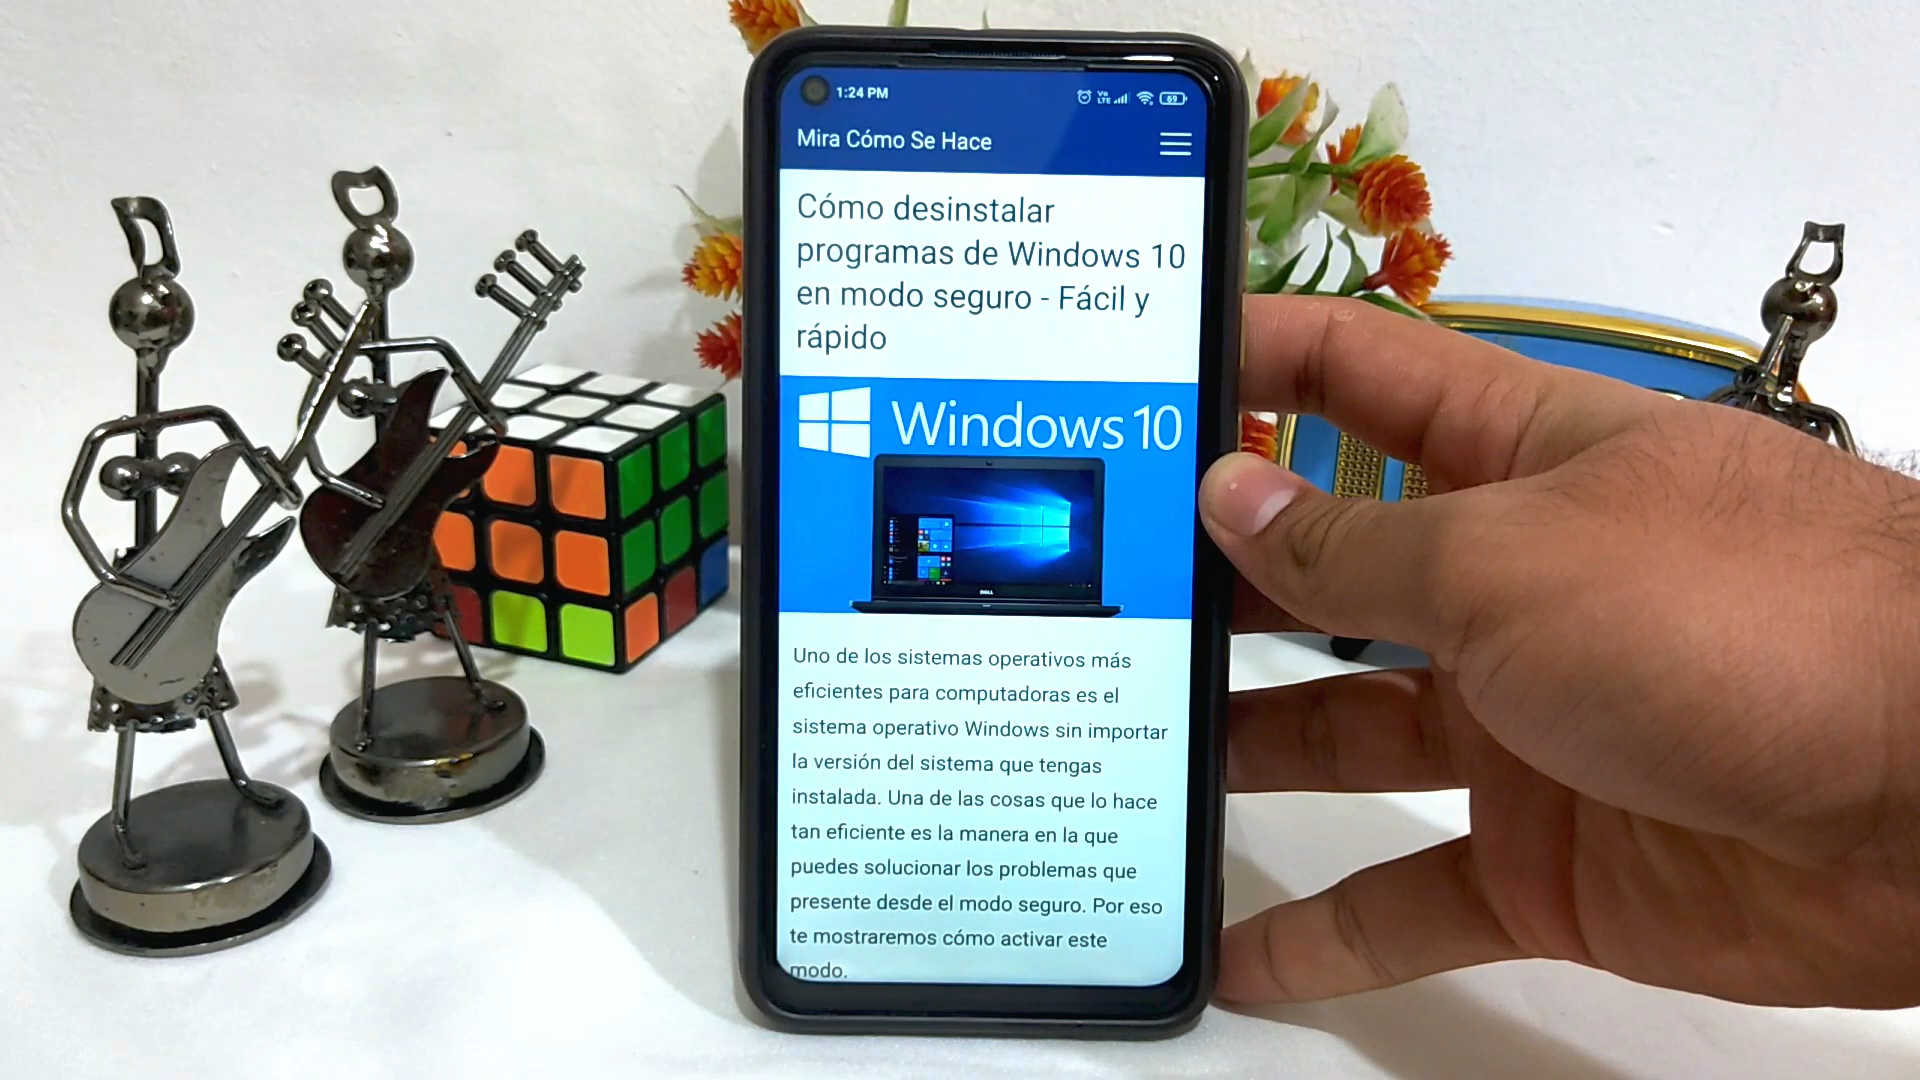 1:24 PM
Vo
LTE
69
Mira Cómo Se Hace
Cómo desinstalar
programas de Windows 10
en modo seguro - Fácil y
rápido
Windows 10
DELL
Uno de los sistemas operativos más
eficientes para computadoras es el
sistema operativo Windows sin importar
la versión del sistema que tengas
instalada. Una de las cosas que lo hace
tan eficiente es la manera en la que
puedes solucionar los problemas que
presente desde el modo seguro. Por eso
te mostraremos cómo activar este
modo.